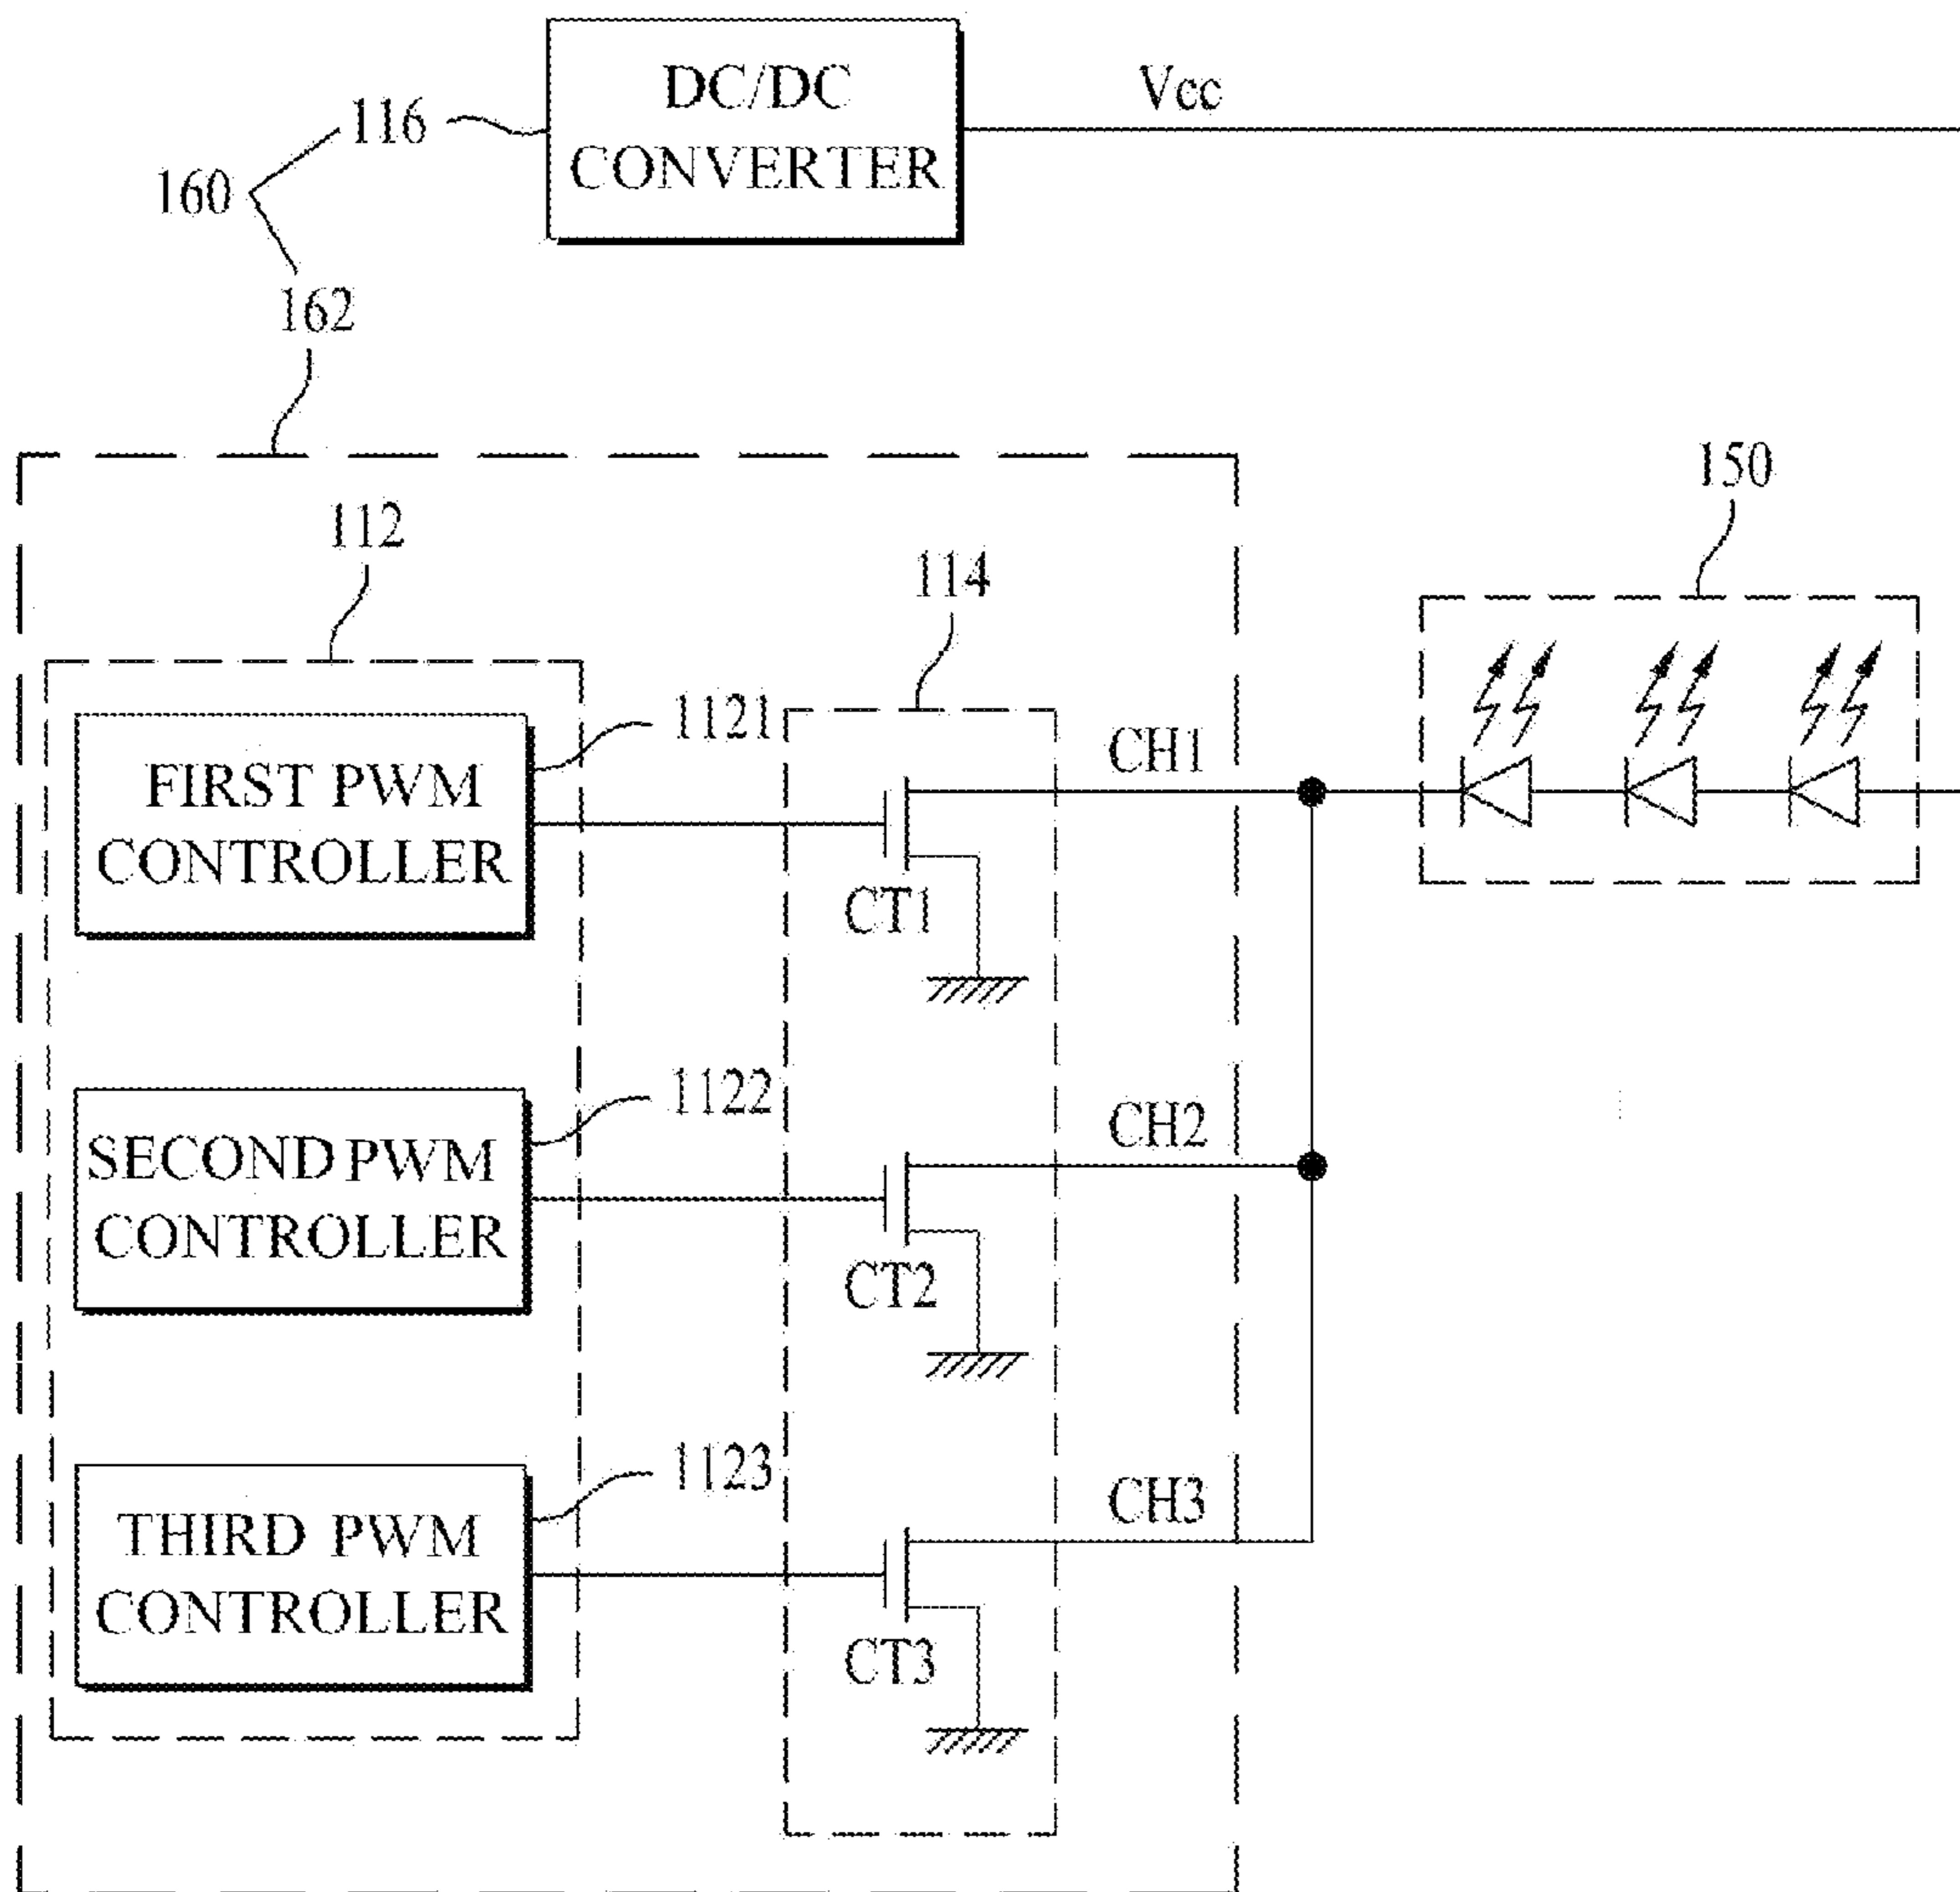 DC/DC
CONVERTER
Vcc
116
160
162
150
112
114
1121
FIRST PWM
CONTROLLER
CH1
CT1
1122
SECOND PWM
CONTROLLER
CH2
CT2
1123
THIRD PWM
CONTROLLER
CH3
CT3